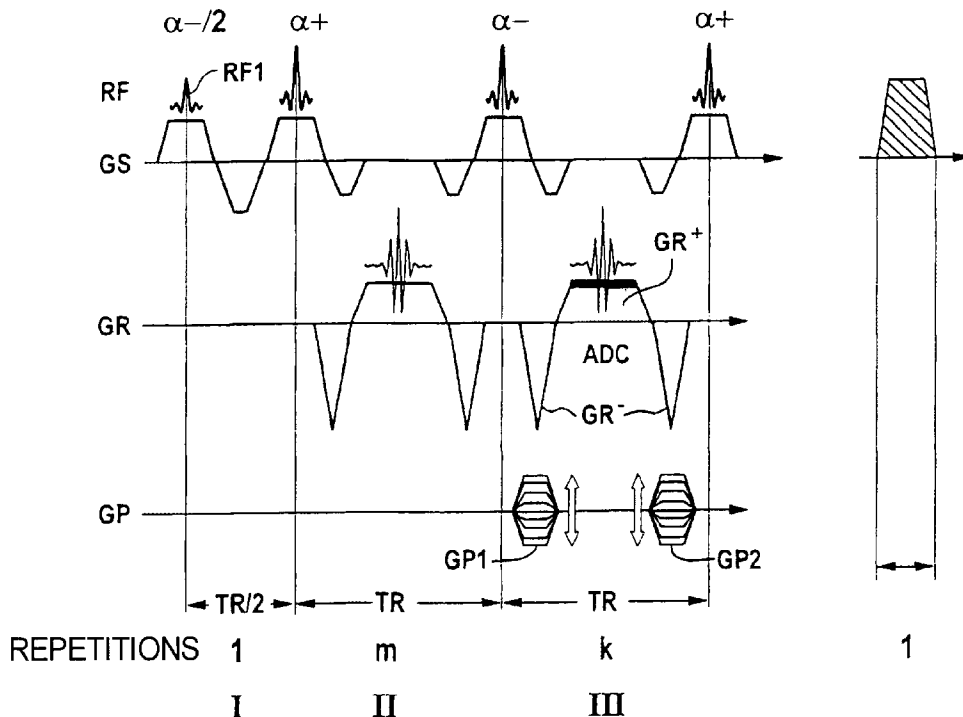 α−/2 α+ α− α+
RF RF1
GS
GR⁺
GR
ADC
GR⁻
GP
GP1 GP2
TR/2 TR TR
REPETITIONS 1 m k 1
I II III